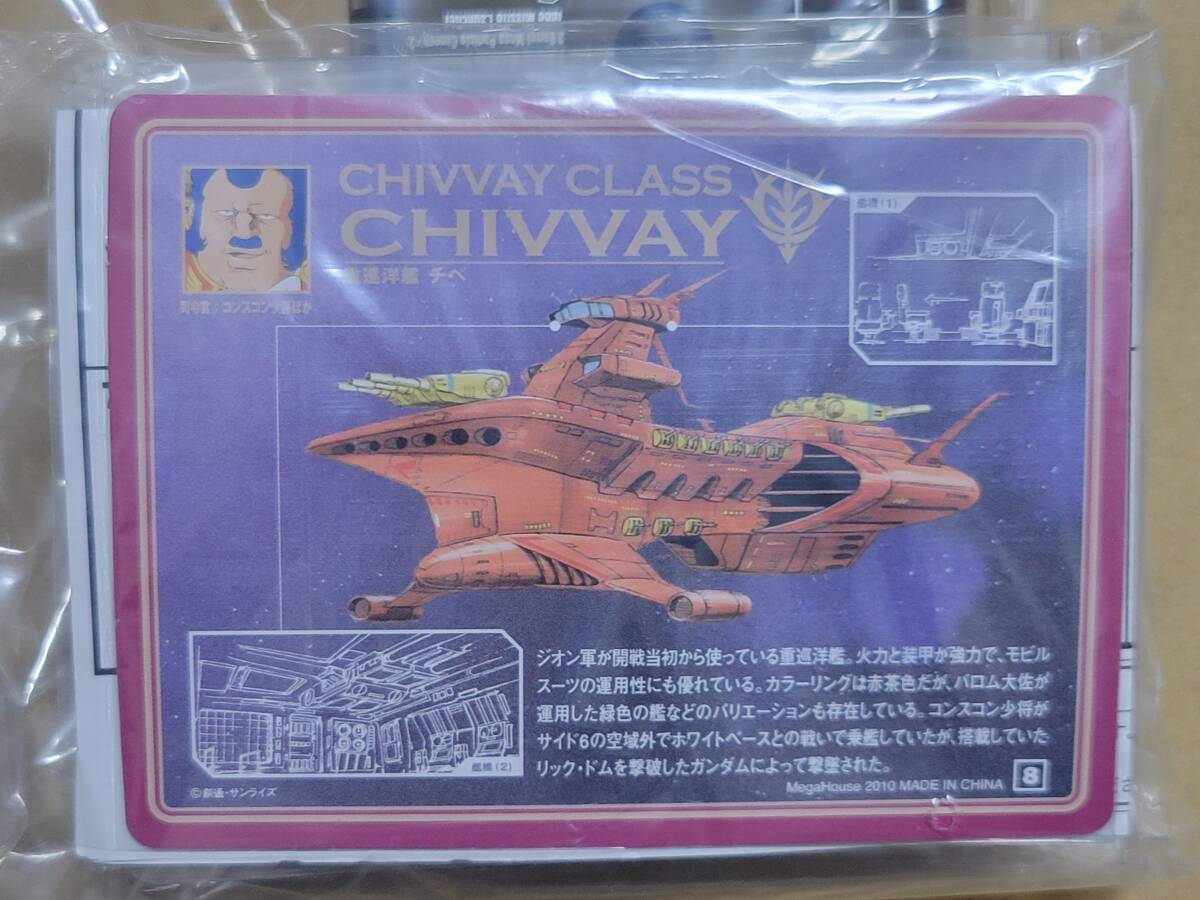 CHIVVAY CLASS
CHIVVAY
重巡洋艦 チベ
司令官：コンスコン少将ほか
艦橋(1)
ジオン軍が開戦当初から使っている重巡洋艦。火力と装甲が強力で、モビル
スーツの運用性にも優れている。カラーリングは赤茶色だが、バロム大佐が
運用した緑色の艦などのバリエーションも存在している。コンスコン少将が
サイド6の空域外でホワイトベースとの戦いで乗艦していたが、搭載していた
リック・ドムを撃破したガンダムによって撃墜された。
艦橋(2)
©創通・サンライズ
MegaHouse 2010 MADE IN CHINA
8